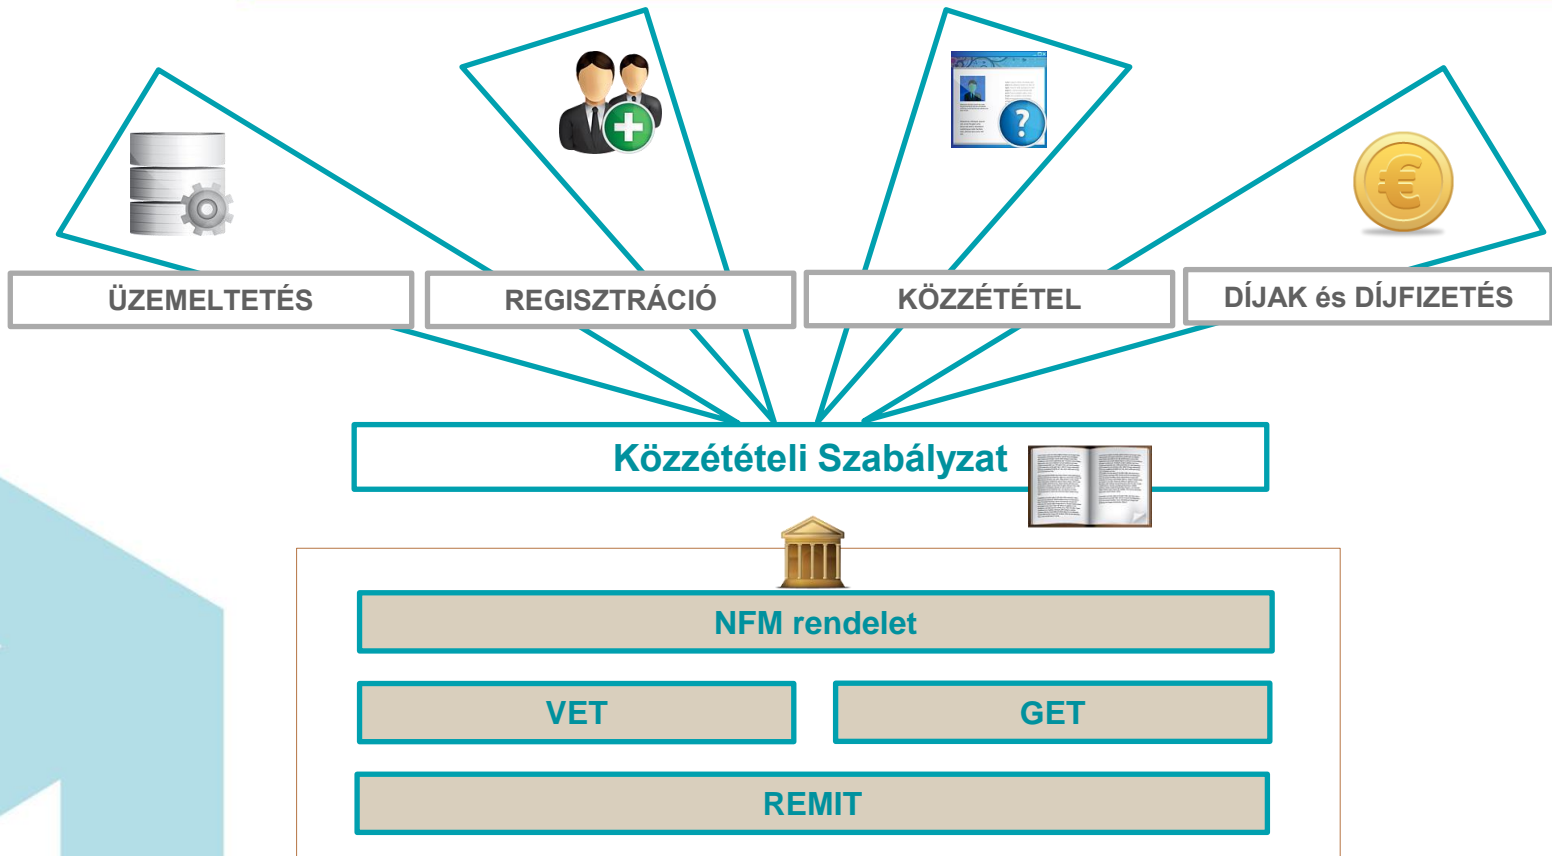 ÜZEMELTETÉS
REGISZTRÁCIÓ
KÖZZÉTÉTEL
DÍJAK és DÍJFIZETÉS
Közzétételi Szabályzat
NFM rendelet
VET
GET
REMIT